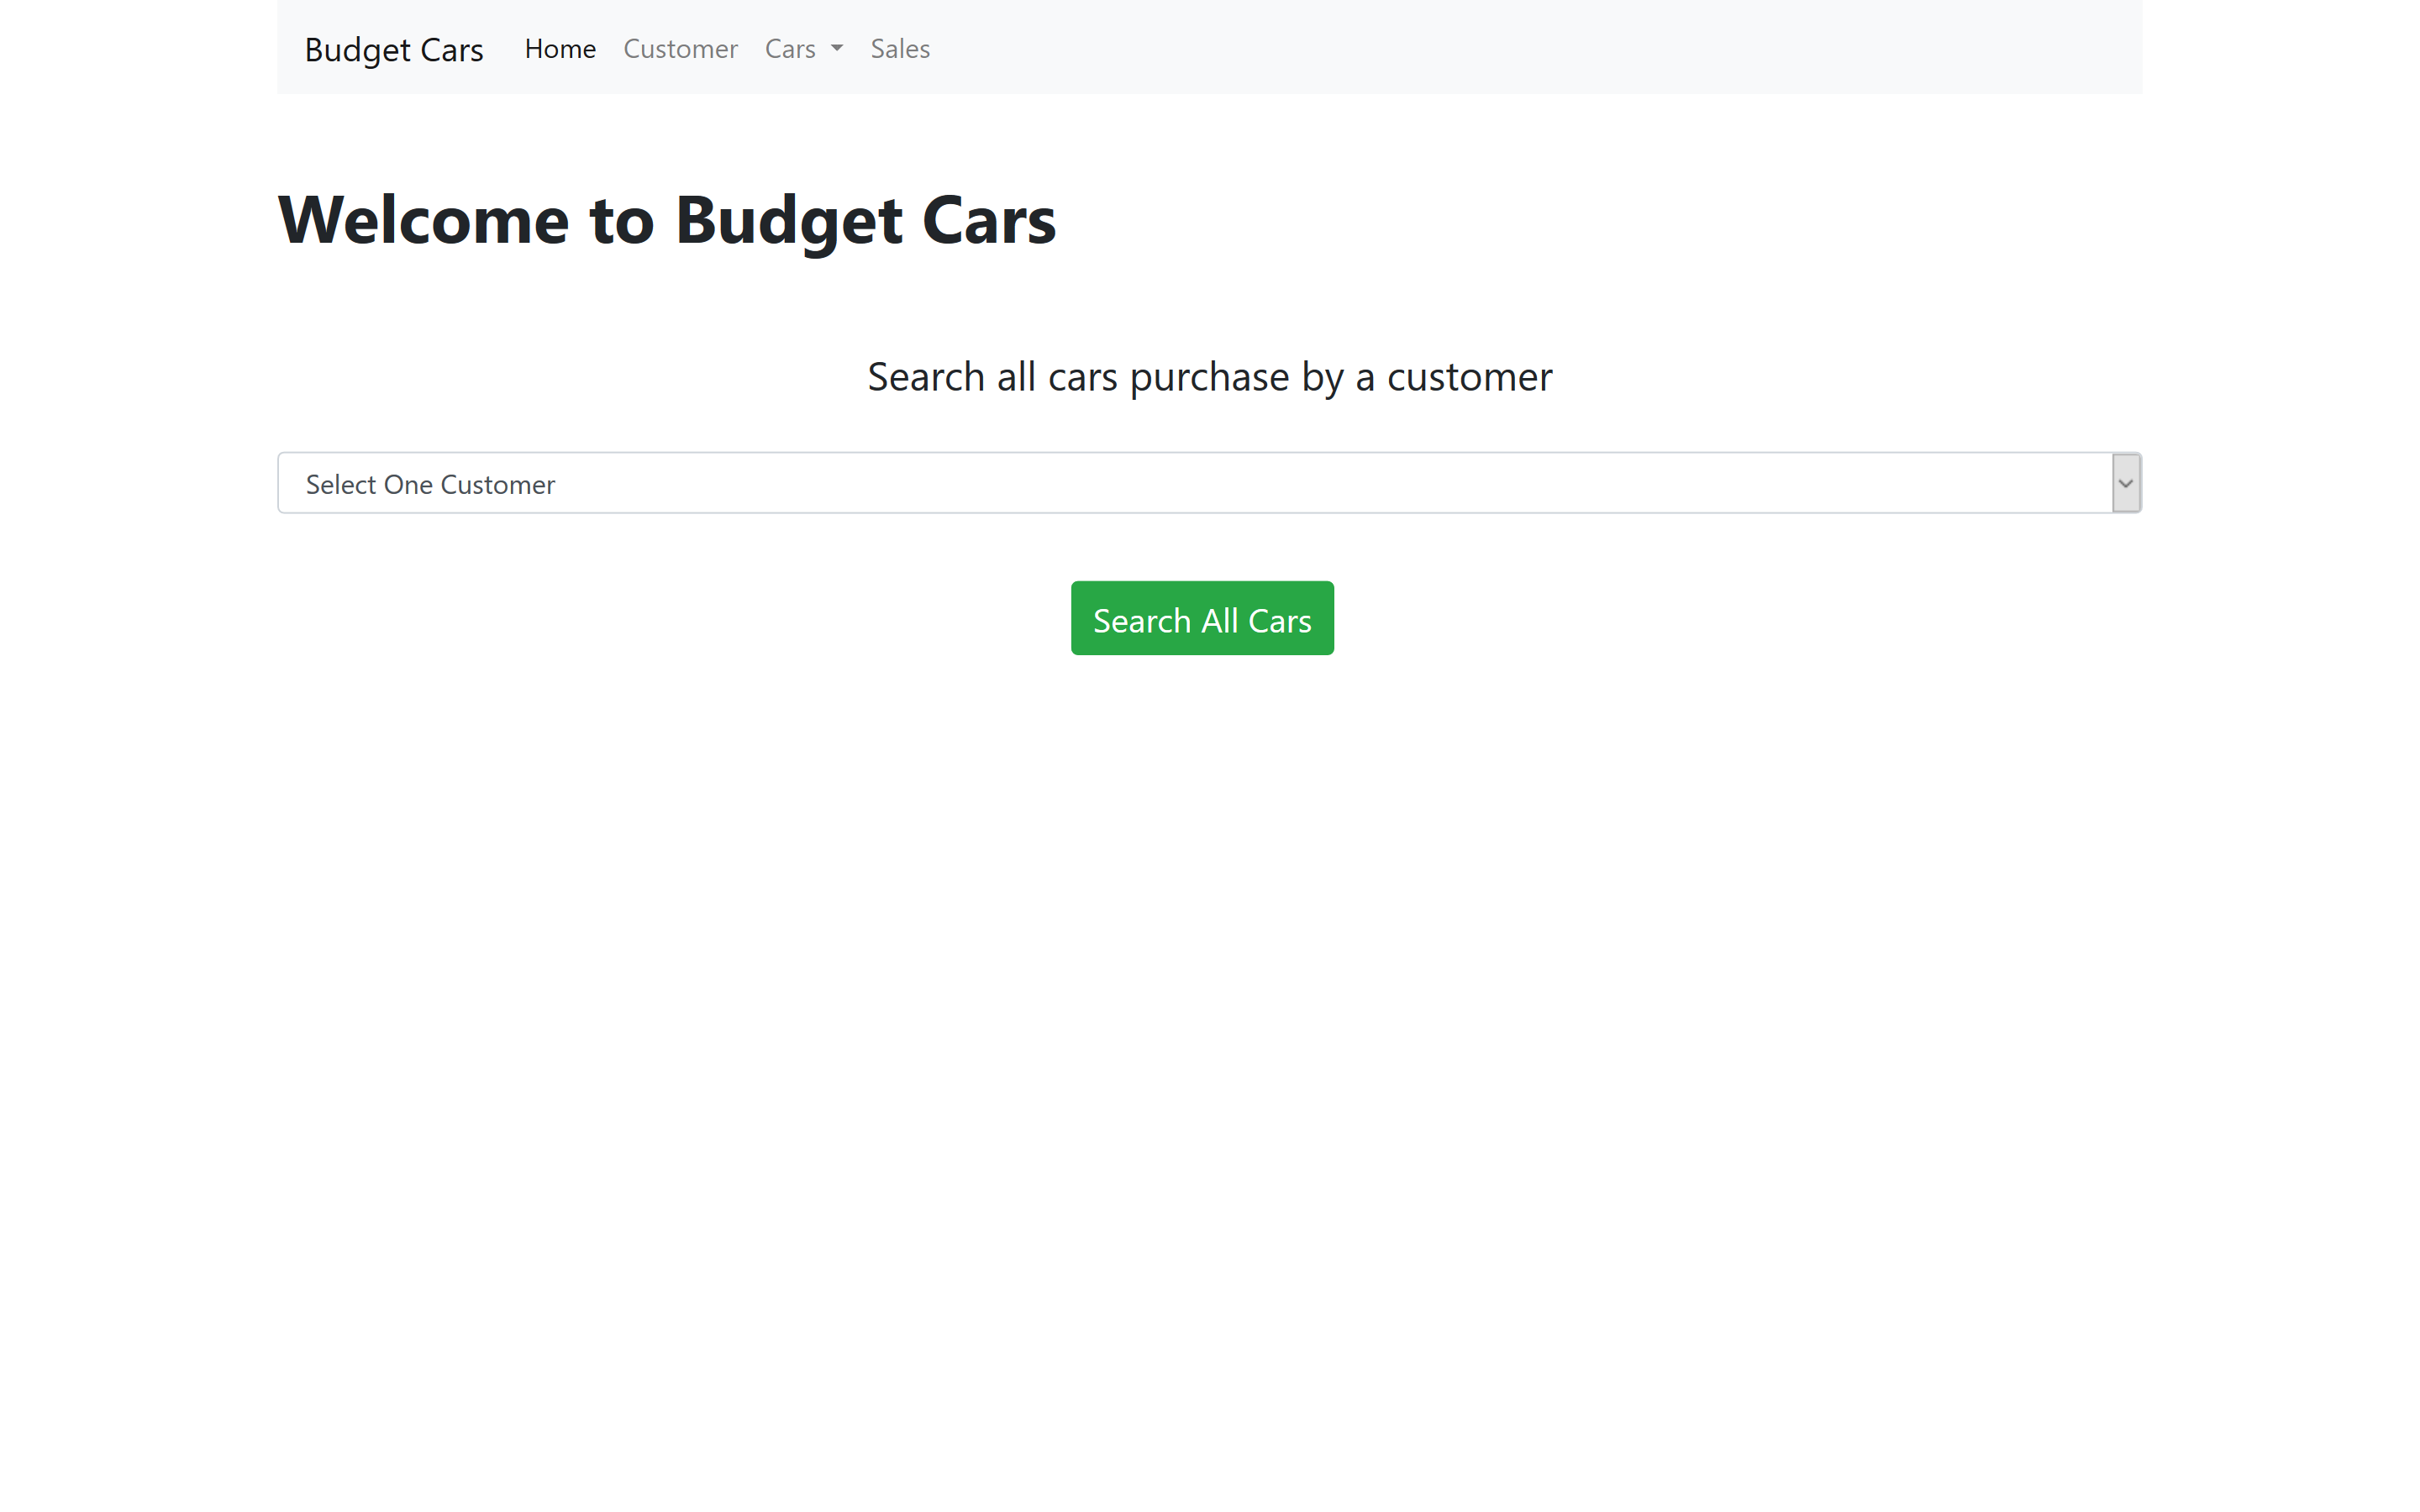 Budget Cars Home Customer Cars Sales
Welcome to Budget Cars
Search all cars purchase by a customer
Select One Customer
Search All Cars